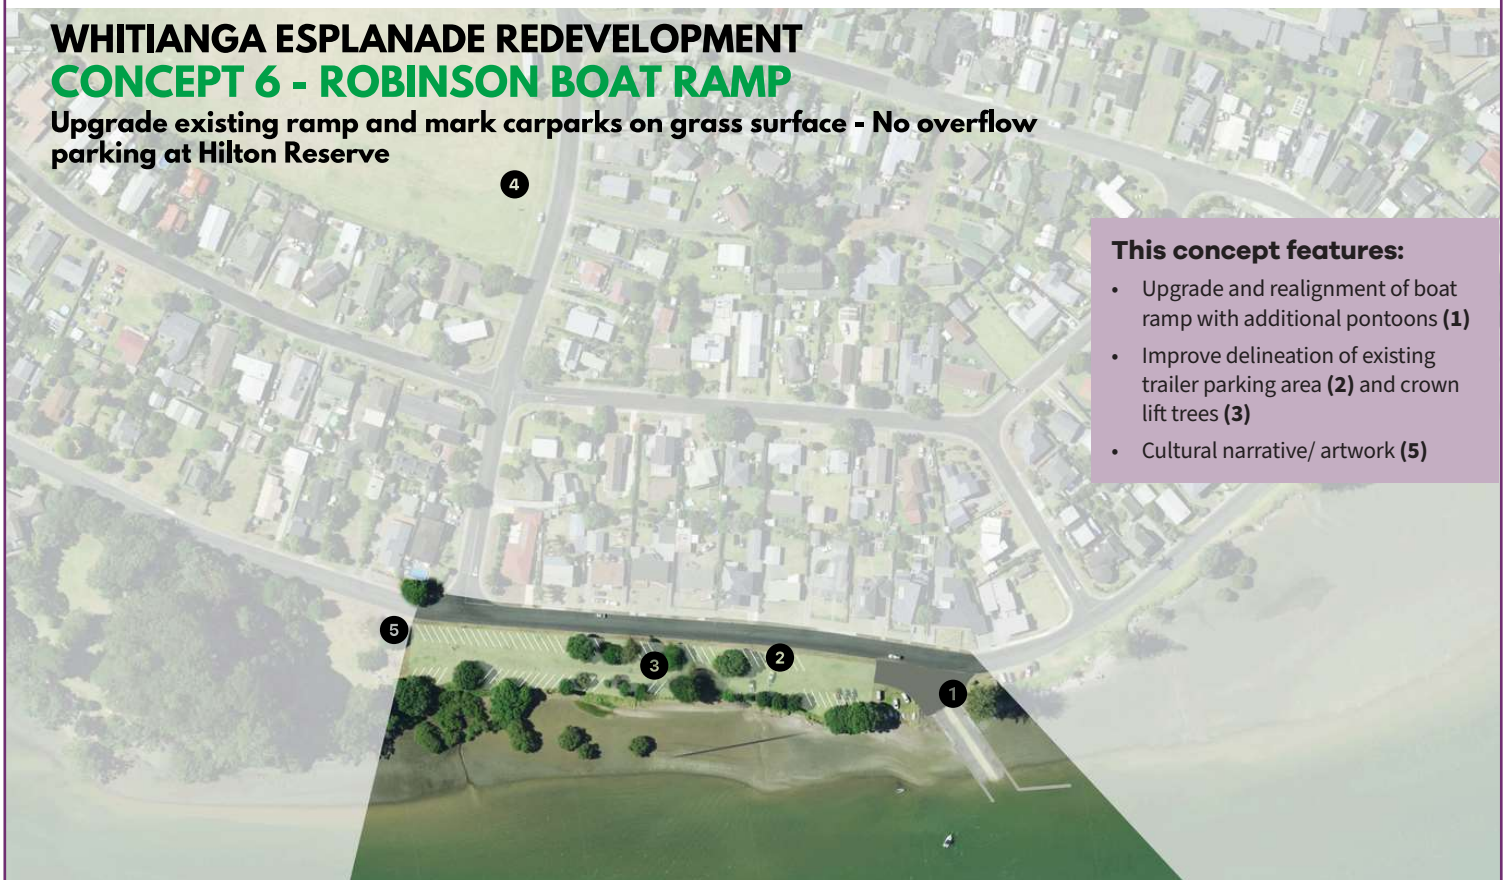 WHITIANGA ESPLANADE REDEVELOPMENT
CONCEPT 6 - ROBINSON BOAT RAMP
Upgrade existing ramp and mark carparks on grass surface - No overflow
parking at Hilton Reserve
4
This concept features:
• Upgrade and realignment of boat
ramp with additional pontoons (1)
• Improve delineation of existing
trailer parking area (2) and crown
lift trees (3)
• Cultural narrative/ artwork (5)
5
3
2
1